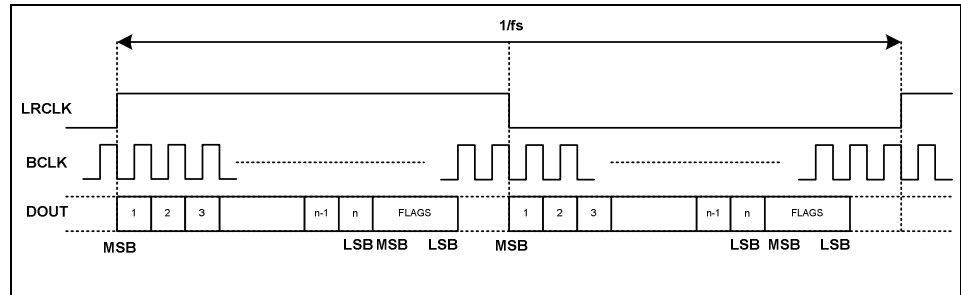 1/fs
LRCLK
BCLK
DOUT 1 2 3 n-1 n FLAGS 1 2 3 n-1 n FLAGS
MSB LSB MSB LSB MSB LSB MSB LSB